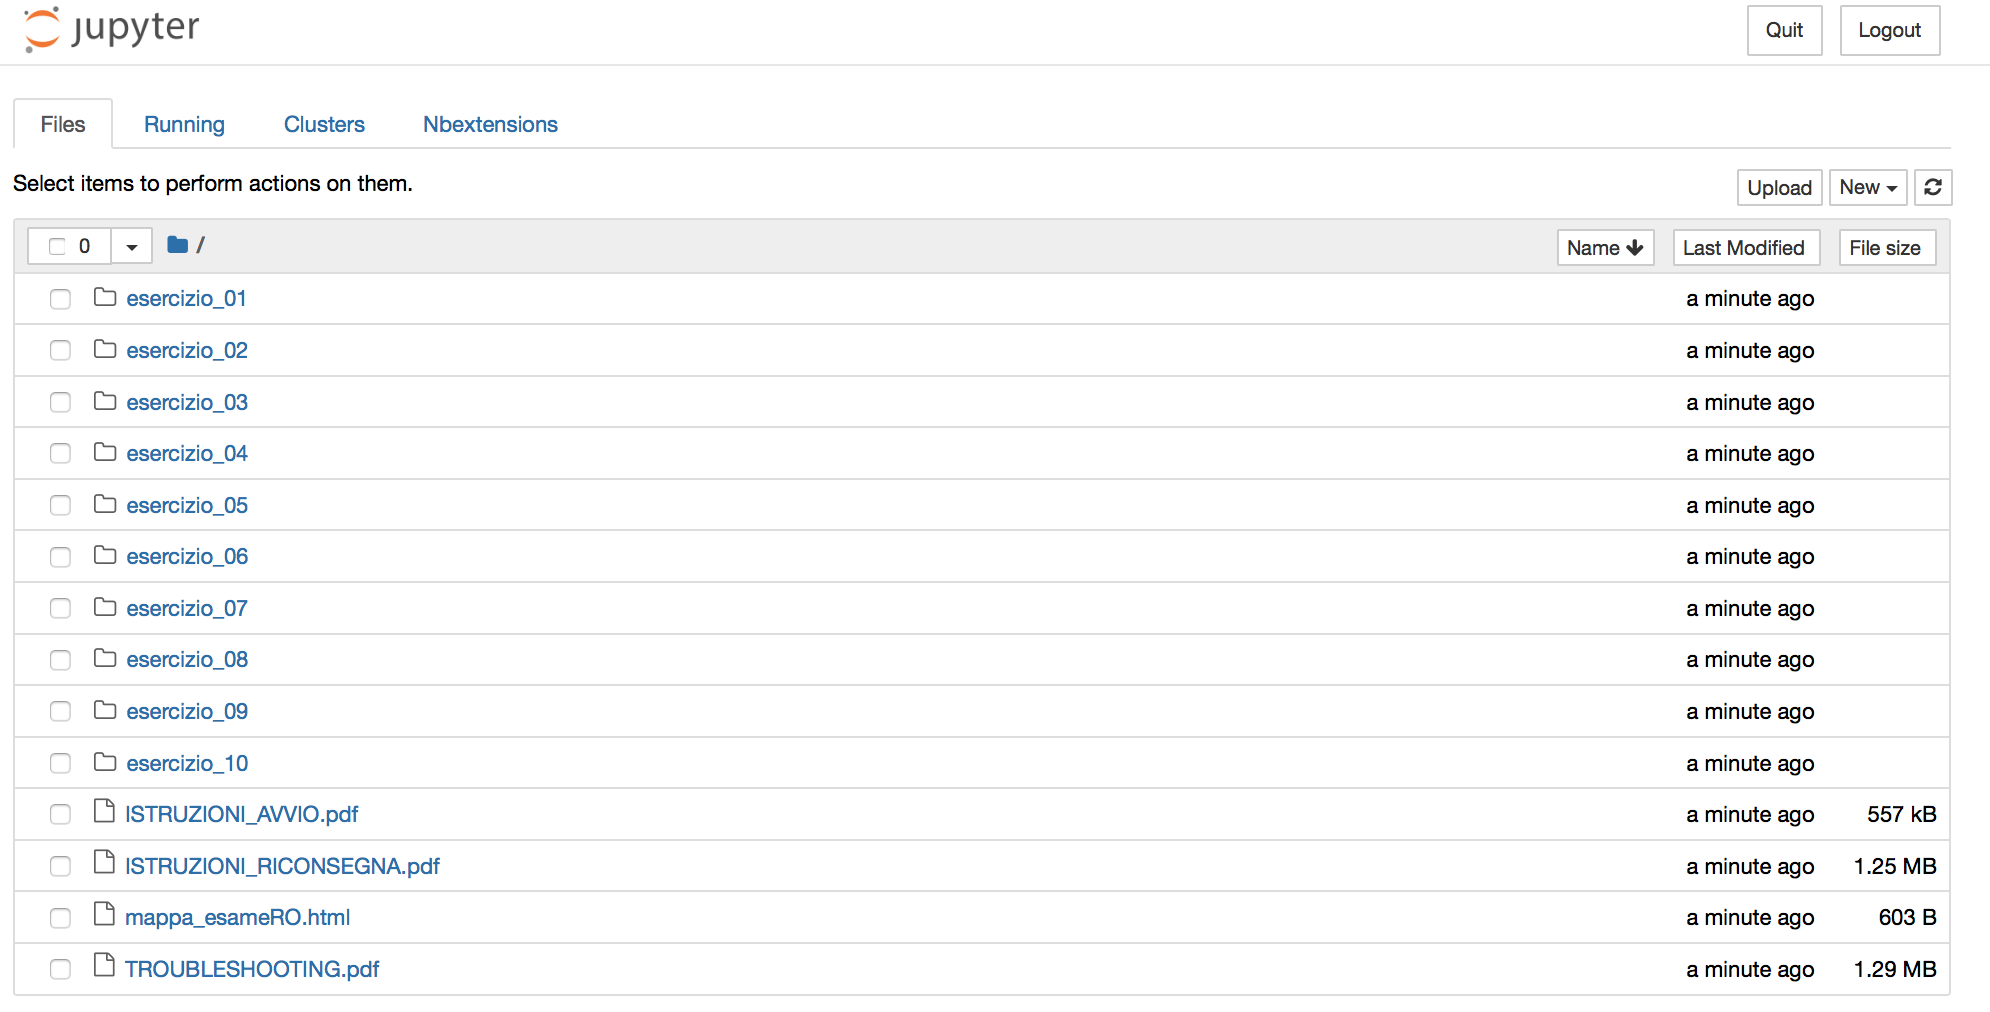 jupyter
Quit
Logout
Files
Running
Clusters
Nbextensions
Select items to perform actions on them.
Upload
New
0
/
Name
Last Modified
File size
esercizio_01 a minute ago
esercizio_02 a minute ago
esercizio_03 a minute ago
esercizio_04 a minute ago
esercizio_05 a minute ago
esercizio_06 a minute ago
esercizio_07 a minute ago
esercizio_08 a minute ago
esercizio_09 a minute ago
esercizio_10 a minute ago
ISTRUZIONI_AVVIO.pdf a minute ago 557 kB
ISTRUZIONI_RICONSEGNA.pdf a minute ago 1.25 MB
mappa_esameRO.html a minute ago 603 B
TROUBLESHOOTING.pdf a minute ago 1.29 MB